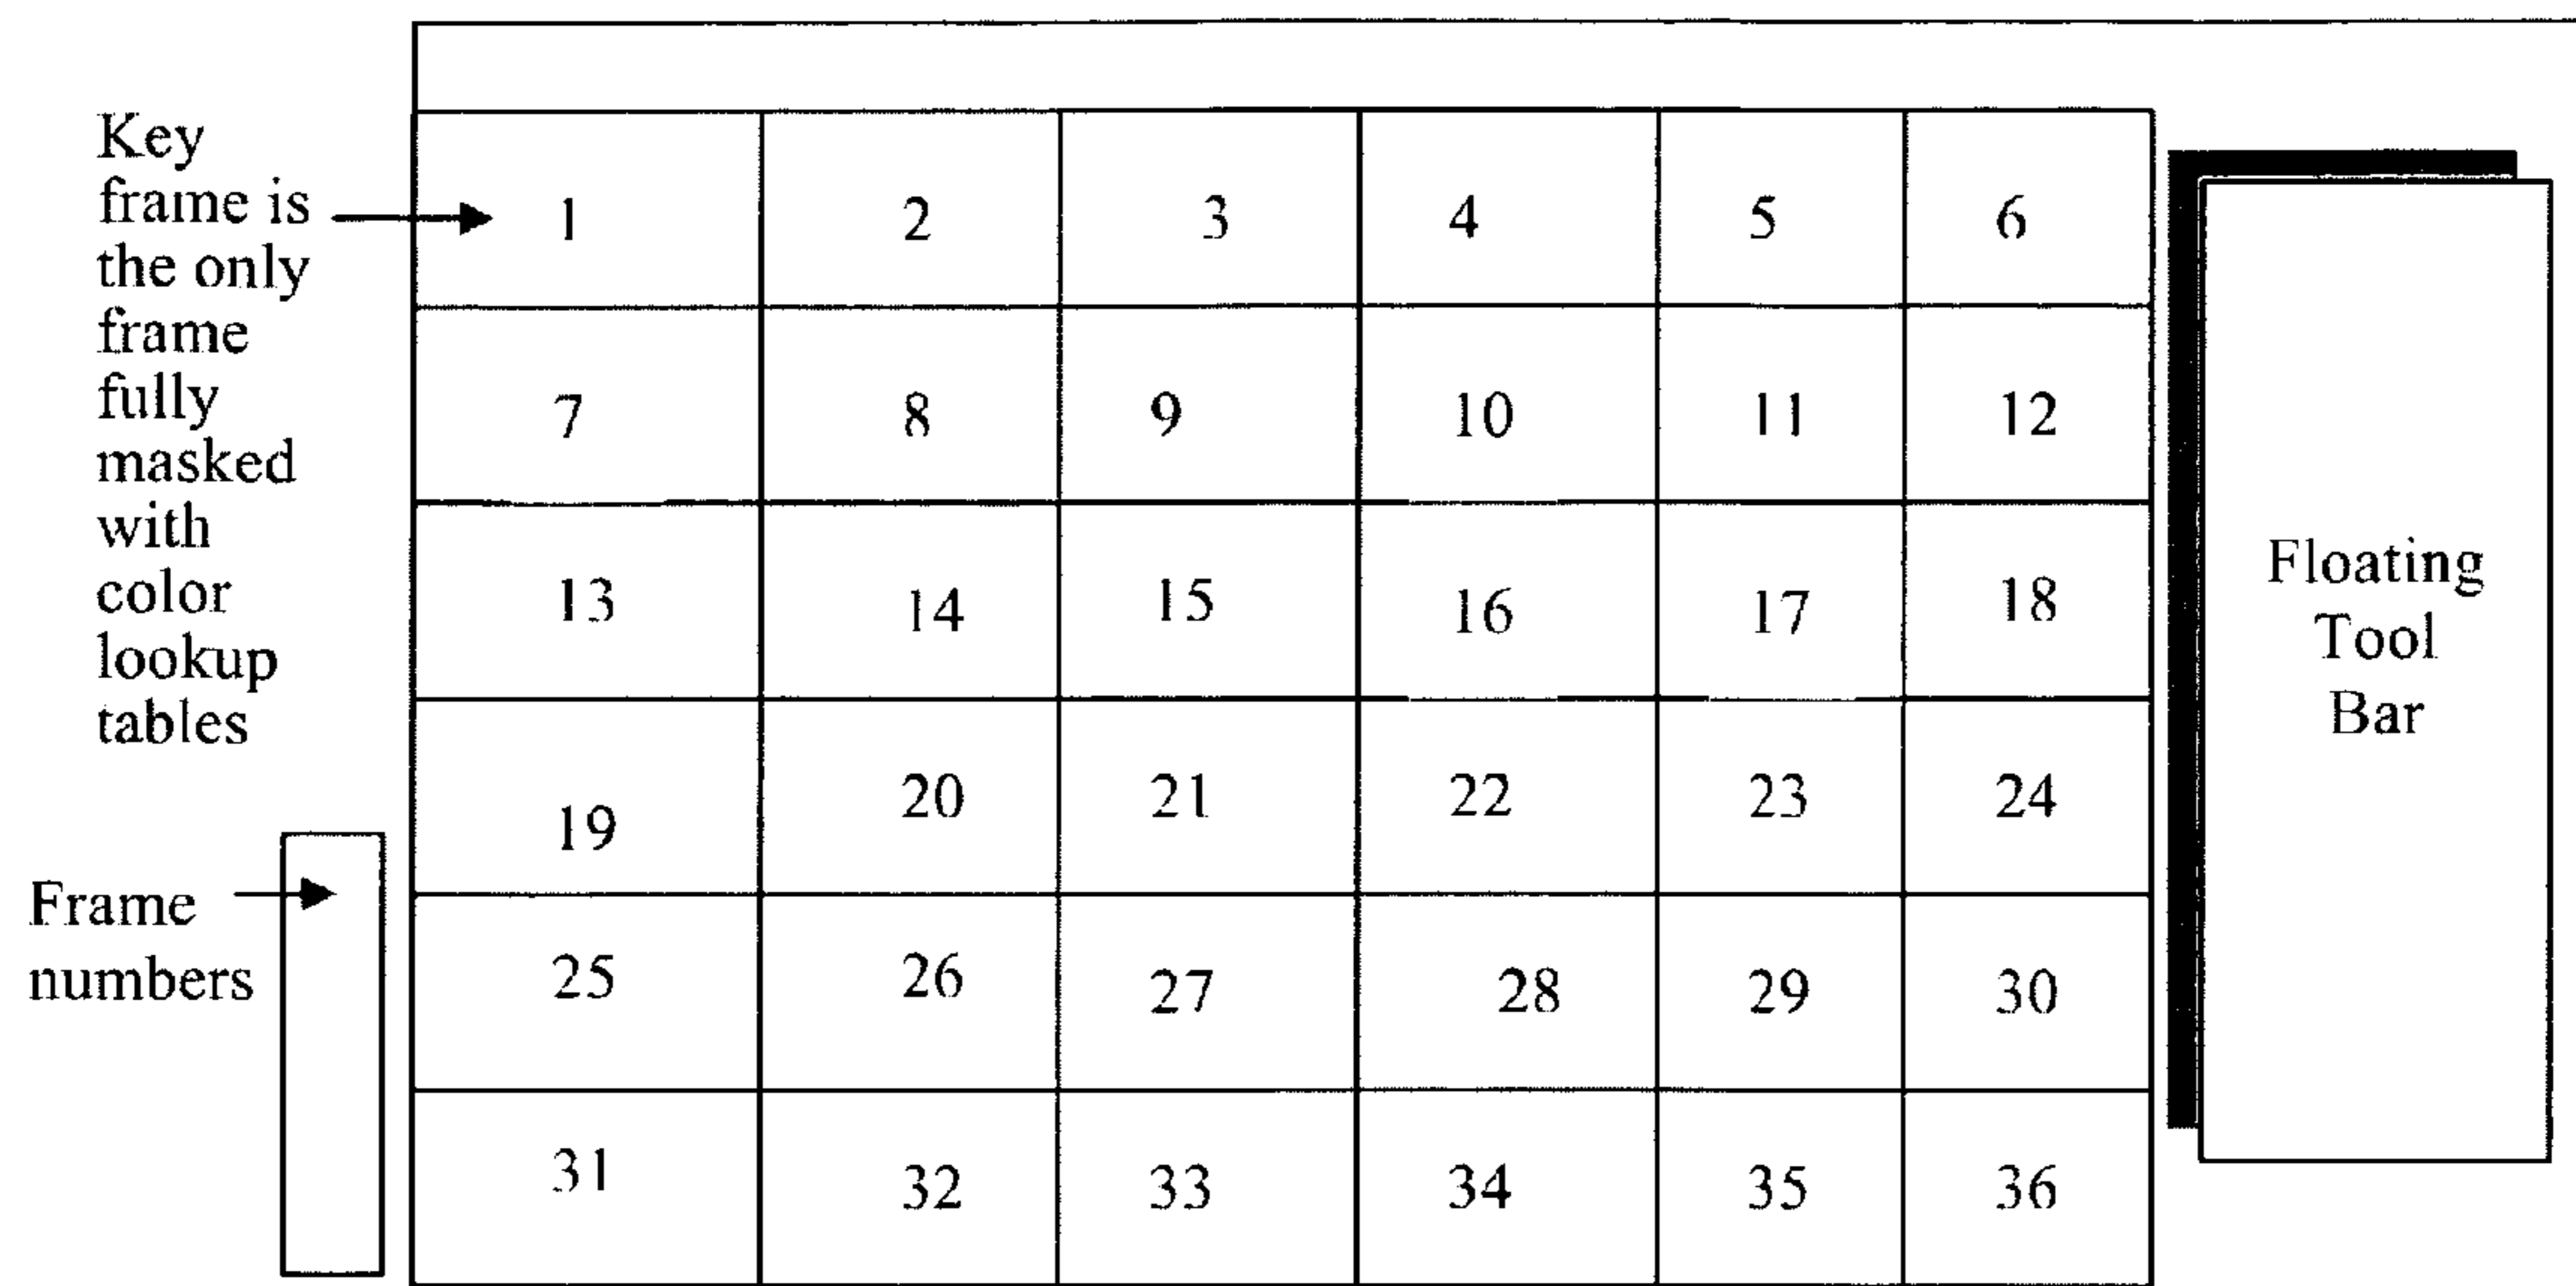 Key
frame is
the only
frame
fully
masked
with
color
lookup
tables
Frame
numbers
1 2 3 4 5 6
7 8 9 10 11 12
13 14 15 16 17 18
19 20 21 22 23 24
25 26 27 28 29 30
31 32 33 34 35 36
Floating
Tool
Bar